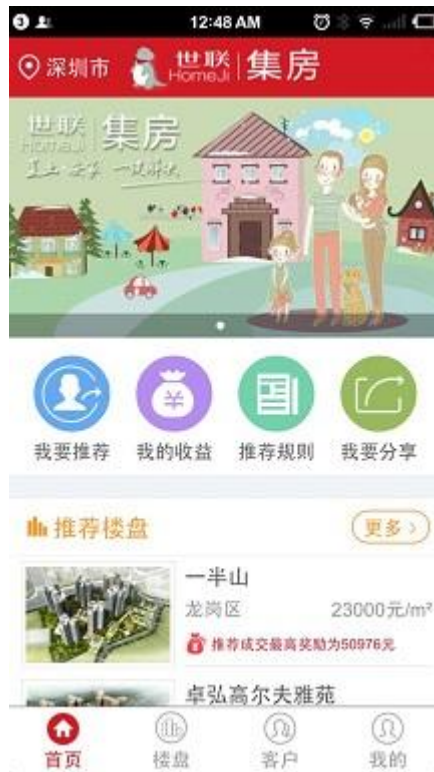 12:48 AM
深圳市
世联
HomeJi
集房
世联
HomeJi
集房
我要推荐
我的收益
推荐规则
我要分享
推荐楼盘
更多 >
一半山
龙岗区
23000元/m²
推荐成交最高奖励为50976元
卓弘高尔夫雅苑
首页
楼盘
客户
我的